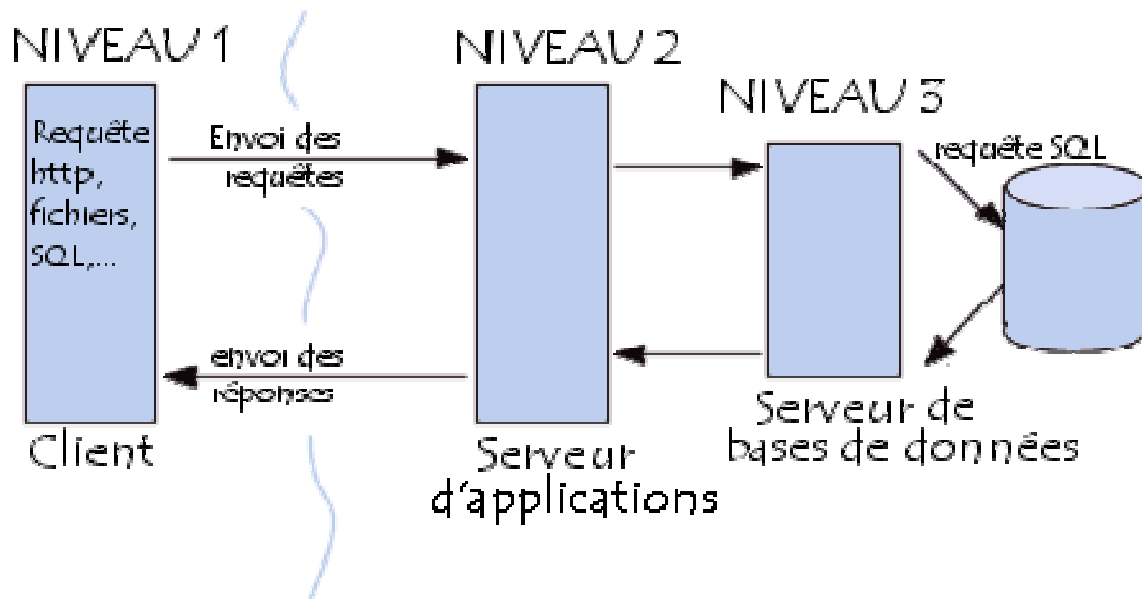 NIVEAU 1
NIVEAU 2
NIVEAU 3
Requête
http,
fichiers,
SQL,...
Envoi des
requêtes
requête SQL
envoi des
réponses
Client
Serveur
d'applications
Serveur de
bases de données